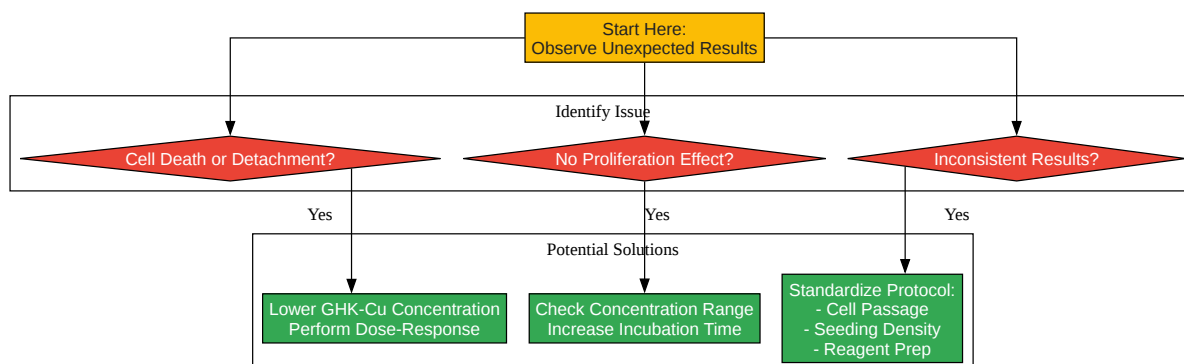 Start Here:
Observe Unexpected Results
Identify Issue
Cell Death or Detachment?
No Proliferation Effect?
Inconsistent Results?
Yes
Yes
Yes
Potential Solutions
Lower GHK-Cu Concentration
Perform Dose-Response
Check Concentration Range
Increase Incubation Time
Standardize Protocol:
- Cell Passage
- Seeding Density
- Reagent Prep